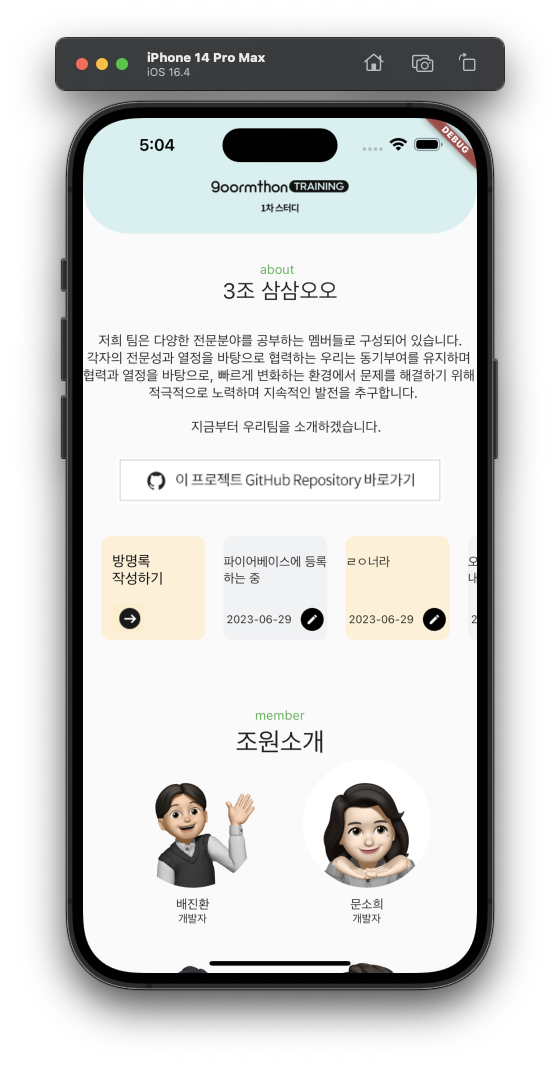 iPhone 14 Pro Max
iOS 16.4
5:04
DEBUG
goormthon TRAINING
1차 스터디
about
3조 삼삼오오
저희 팀은 다양한 전문분야를 공부하는 멤버들로 구성되어 있습니다.
각자의 전문성과 열정을 바탕으로 협력하는 우리는 동기부여를 유지하며
협력과 열정을 바탕으로, 빠르게 변화하는 환경에서 문제를 해결하기 위해
적극적으로 노력하며 지속적인 발전을 추구합니다.
지금부터 우리팀을 소개하겠습니다.
이 프로젝트 GitHub Repository 바로가기
방명록
작성하기
파이어베이스에 등록
하는 중
2023-06-29
ㄹㅇ너라
2023-06-29
member
조원소개
배진환
개발자
문소희
개발자